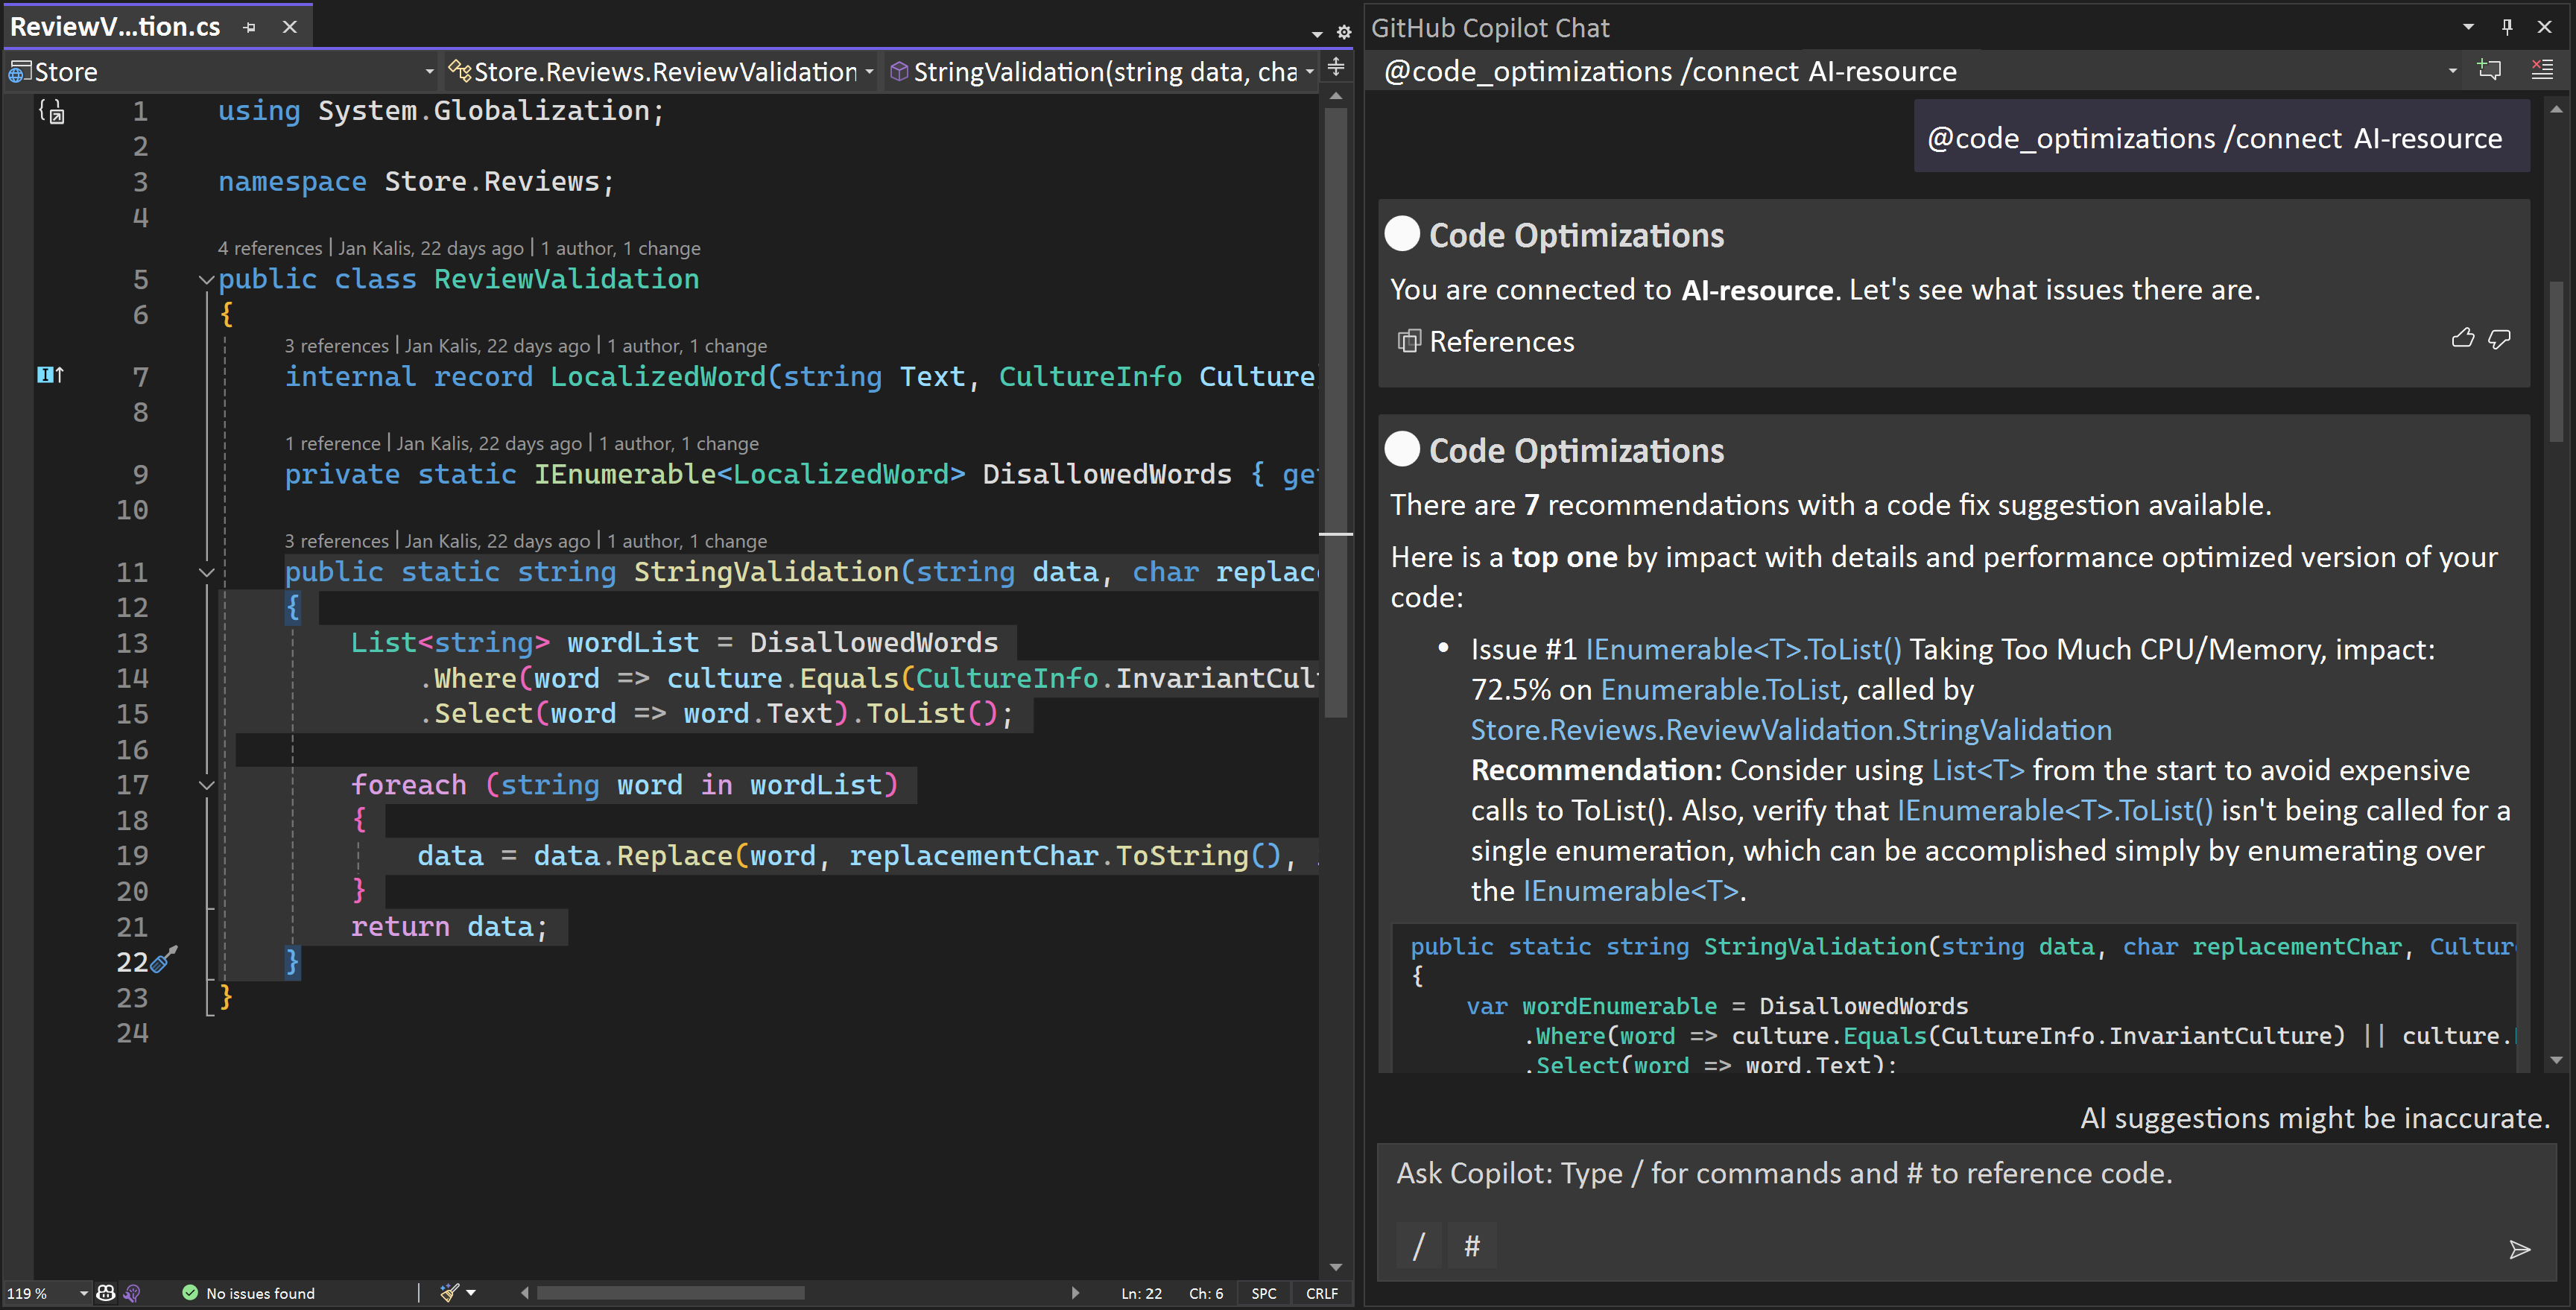 ReviewV...tion.cs
Store
Store.Reviews.ReviewValidation
StringValidation(string data, cha
1 using System.Globalization;
2
3 namespace Store.Reviews;
4
4 references | Jan Kalis, 22 days ago | 1 author, 1 change
5 public class ReviewValidation
6 {
3 references | Jan Kalis, 22 days ago | 1 author, 1 change
7 internal record LocalizedWord(string Text, CultureInfo Culture
8
1 reference | Jan Kalis, 22 days ago | 1 author, 1 change
9 private static IEnumerable<LocalizedWord> DisallowedWords { ge
10
3 references | Jan Kalis, 22 days ago | 1 author, 1 change
11 public static string StringValidation(string data, char replac
12 {
13 List<string> wordList = DisallowedWords
14 .Where(word => culture.Equals(CultureInfo.InvariantCul
15 .Select(word => word.Text).ToList();
16
17 foreach (string word in wordList)
18 {
19 data = data.Replace(word, replacementChar.ToString(),
20 }
21 return data;
22 }
23 }
24
119 %
No issues found
Ln: 22
Ch: 6
SPC
CRLF
GitHub Copilot Chat
@code_optimizations /connect AI-resource
@code_optimizations /connect AI-resource
Code Optimizations
You are connected to AI-resource. Let's see what issues there are.
References
Code Optimizations
There are 7 recommendations with a code fix suggestion available.
Here is a top one by impact with details and performance optimized version of your
code:
• Issue #1 IEnumerable<T>.ToList() Taking Too Much CPU/Memory, impact:
72.5% on Enumerable.ToList, called by
Store.Reviews.ReviewValidation.StringValidation
Recommendation: Consider using List<T> from the start to avoid expensive
calls to ToList(). Also, verify that IEnumerable<T>.ToList() isn't being called for a
single enumeration, which can be accomplished simply by enumerating over
the IEnumerable<T>.
public static string StringValidation(string data, char replacementChar, Cultur
{
var wordEnumerable = DisallowedWords
.Where(word => culture.Equals(CultureInfo.InvariantCulture) || culture.
.Select(word => word.Text);
AI suggestions might be inaccurate.
Ask Copilot: Type / for commands and # to reference code.
/ #